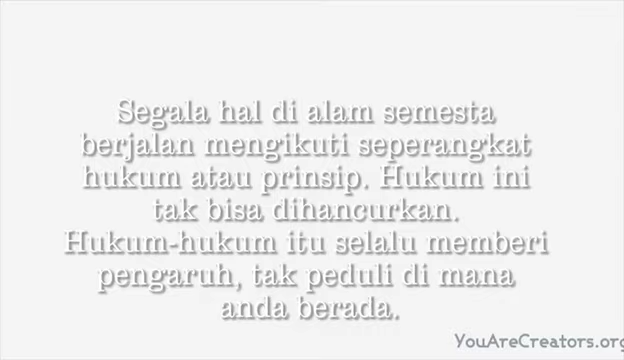 Segala hal di alam semesta
berjalan mengikuti seperangkat
hukum atau prinsip. Hukum ini
tak bisa dihancurkan.
Hukum-hukum itu selalu memberi
pengaruh, tak peduli di mana
anda berada.
YouAreCreators.org